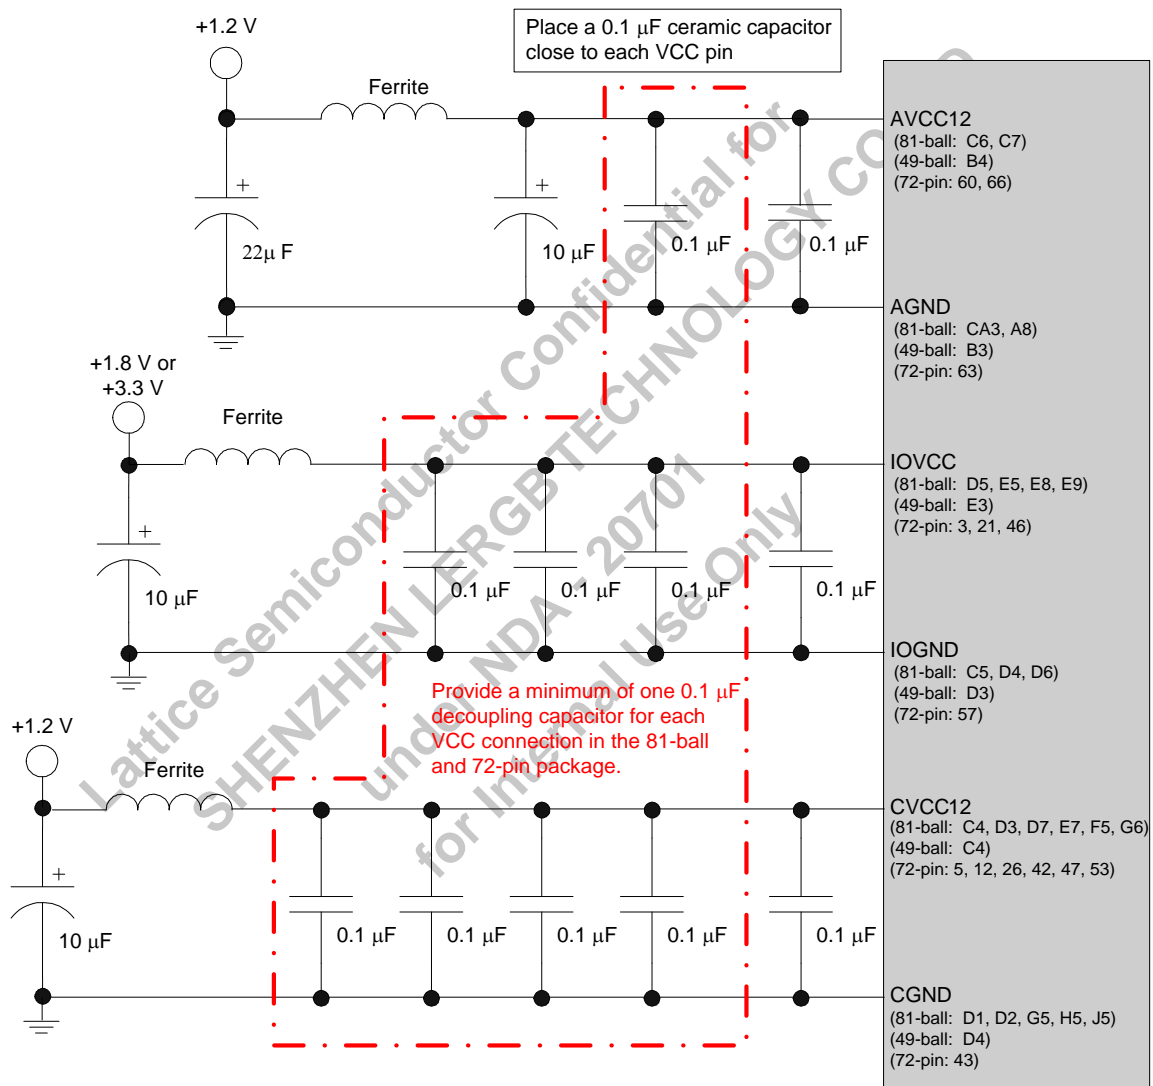 +1.2 V
Place a 0.1 μF ceramic capacitor
close to each VCC pin
Ferrite
+
22μ F
+
10 μF
0.1 μF
0.1 μF
AVCC12
(81-ball: C6, C7)
(49-ball: B4)
(72-pin: 60, 66)
AGND
(81-ball: CA3, A8)
(49-ball: B3)
(72-pin: 63)
+1.8 V or
+3.3 V
Ferrite
+
10 μF
0.1 μF
0.1 μF
0.1 μF
0.1 μF
IOVCC
(81-ball: D5, E5, E8, E9)
(49-ball: E3)
(72-pin: 3, 21, 46)
IOGND
(81-ball: C5, D4, D6)
(49-ball: D3)
(72-pin: 57)
Provide a minimum of one 0.1 μF
decoupling capacitor for each
VCC connection in the 81-ball
and 72-pin package.
+1.2 V
Ferrite
+
10 μF
0.1 μF
0.1 μF
0.1 μF
0.1 μF
0.1 μF
CVCC12
(81-ball: C4, D3, D7, E7, F5, G6)
(49-ball: C4)
(72-pin: 5, 12, 26, 42, 47, 53)
CGND
(81-ball: D1, D2, G5, H5, J5)
(49-ball: D4)
(72-pin: 43)
Lattice Semiconductor Confidential for
SHENZHEN LERGB TECHNOLOGY
under NDA - 20701
for Internal Use Only